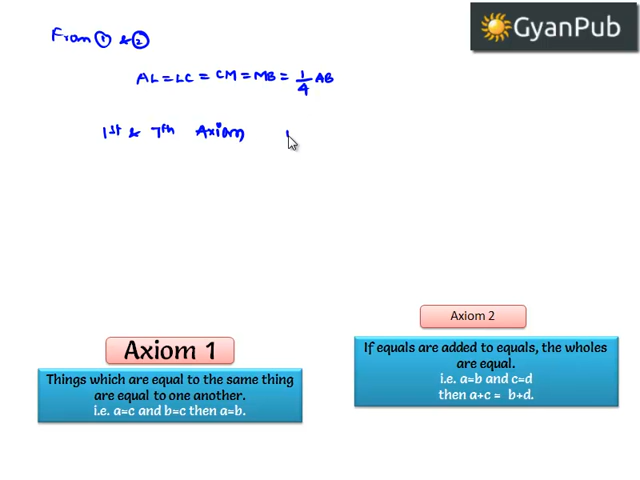 GyanPub
From ① & ②
AL = LC = CM = MB = 1/4 AB
1st & 7th Axiom
Axiom 2
Axiom 1
If equals are added to equals, the wholes
are equal.
i.e. a=b and c=d
then a+c = b+d.
Things which are equal to the same thing
are equal to one another.
i.e. a=c and b=c then a=b.